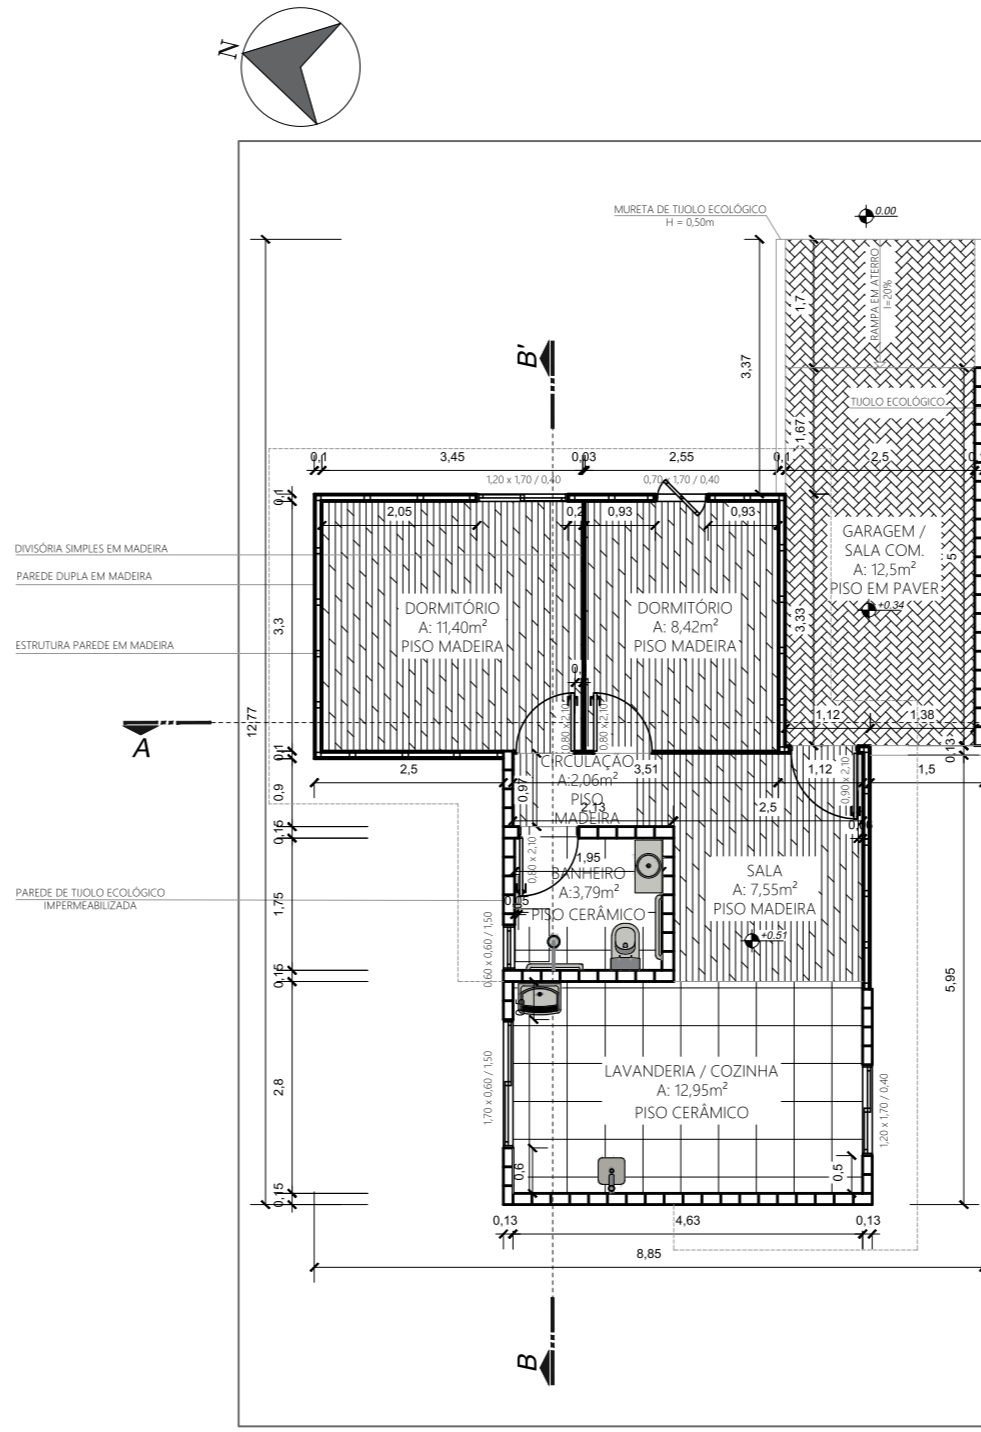 N
MURETA DE TIJOLO ECOLÓGICO
H = 0,50m
0.00
RAMPA EM ATERRO
I=20%
1,7
3,37
B'
TIJOLO ECOLÓGICO
1,67
0,1
3,45
0,03
2,55
0,1
2,5
1,20 x 1,70 / 0,40
0,70 x 1,70 / 0,40
0,1
2,05
0,2
0,93
0,93
DIVISÓRIA SIMPLES EM MADEIRA
PAREDE DUPLA EM MADEIRA
ESTRUTURA PAREDE EM MADEIRA
GARAGEM /
SALA COM.
A: 12,5m²
PISO EM PAVER
5
+0.34
DORMITÓRIO
A: 11,40m²
PISO MADEIRA
DORMITÓRIO
A: 8,42m²
PISO MADEIRA
3,3
3,33
12,77
A
0,80 x 2,10
0,80 x 2,10
1,12
1,38
0,13
0,1
2,5
CIRCULAÇÃO
A:2,06m²
PISO
MADEIRA
3,51
1,12
1,5
0,9
0,97
2,13
2,5
0,90 x 2,10
0,15
0,80 x 2,10
1,95
BANHEIRO
A:3,79m²
PISO CERÂMICO
SALA
A: 7,55m²
PISO MADEIRA
+0.51
PAREDE DE TIJOLO ECOLÓGICO
IMPERMEABILIZADA
1,75
0,60 x 0,60 / 1,50
0,15
5,95
LAVANDERIA / COZINHA
A: 12,95m²
PISO CERÂMICO
1,70 x 0,60 / 1,50
2,8
1,20 x 1,70 / 0,40
0,6
0,5
0,15
0,13
4,63
0,13
8,85
B